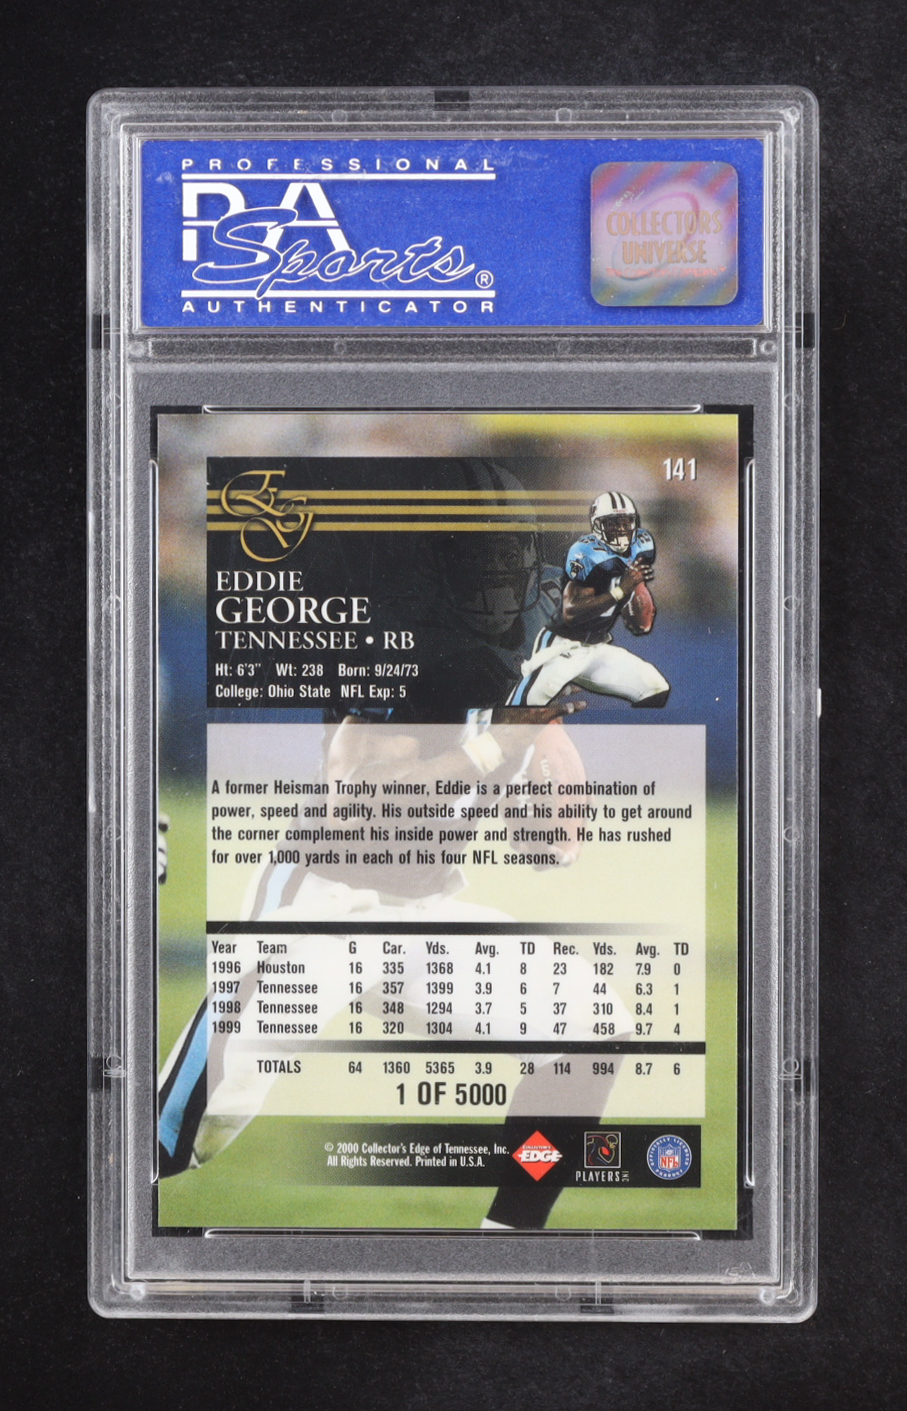 PROFESSIONAL
PSA
Sports®
AUTHENTICATOR
COLLECTORS
UNIVERSE
141
EG
EDDIE
GEORGE
TENNESSEE • RB
Ht: 6'3" Wt: 238 Born: 9/24/73
College: Ohio State NFL Exp: 5
A former Heisman Trophy winner, Eddie is a perfect combination of
power, speed and agility. His outside speed and his ability to get around
the corner complement his inside power and strength. He has rushed
for over 1,000 yards in each of his four NFL seasons.
Year Team G Car. Yds. Avg. TD Rec. Yds. Avg. TD
1996 Houston 16 335 1368 4.1 8 23 182 7.9 0
1997 Tennessee 16 357 1399 3.9 6 7 44 6.3 1
1998 Tennessee 16 348 1294 3.7 5 37 310 8.4 1
1999 Tennessee 16 320 1304 4.1 9 47 458 9.7 4
TOTALS 64 1360 5365 3.9 28 114 994 8.7 6
1 OF 5000
© 2000 Collector's Edge of Tennessee, Inc.
All Rights Reserved. Printed in U.S.A.
COLLECTOR'S
EDGE
PLAYERS INC
NFL